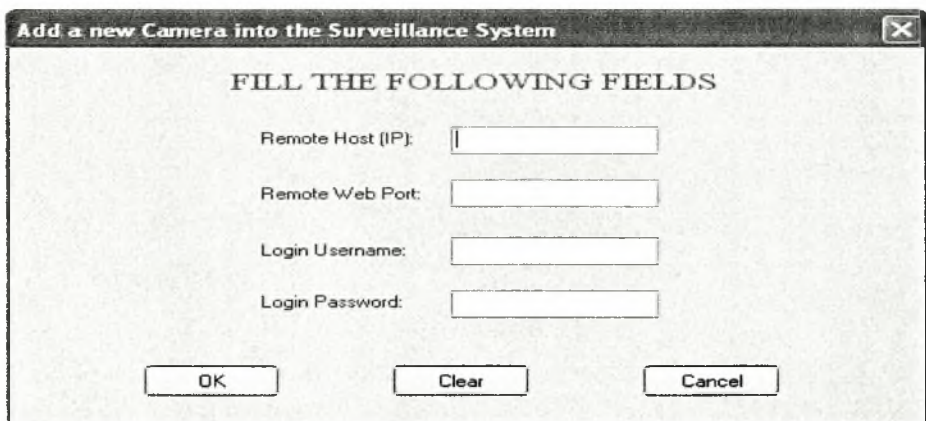 Add a new Camera into the Surveillance System
FILL THE FOLLOWING FIELDS
Remote Host (IP):
Remote Web Port:
Login Username:
Login Password:
OK Clear Cancel